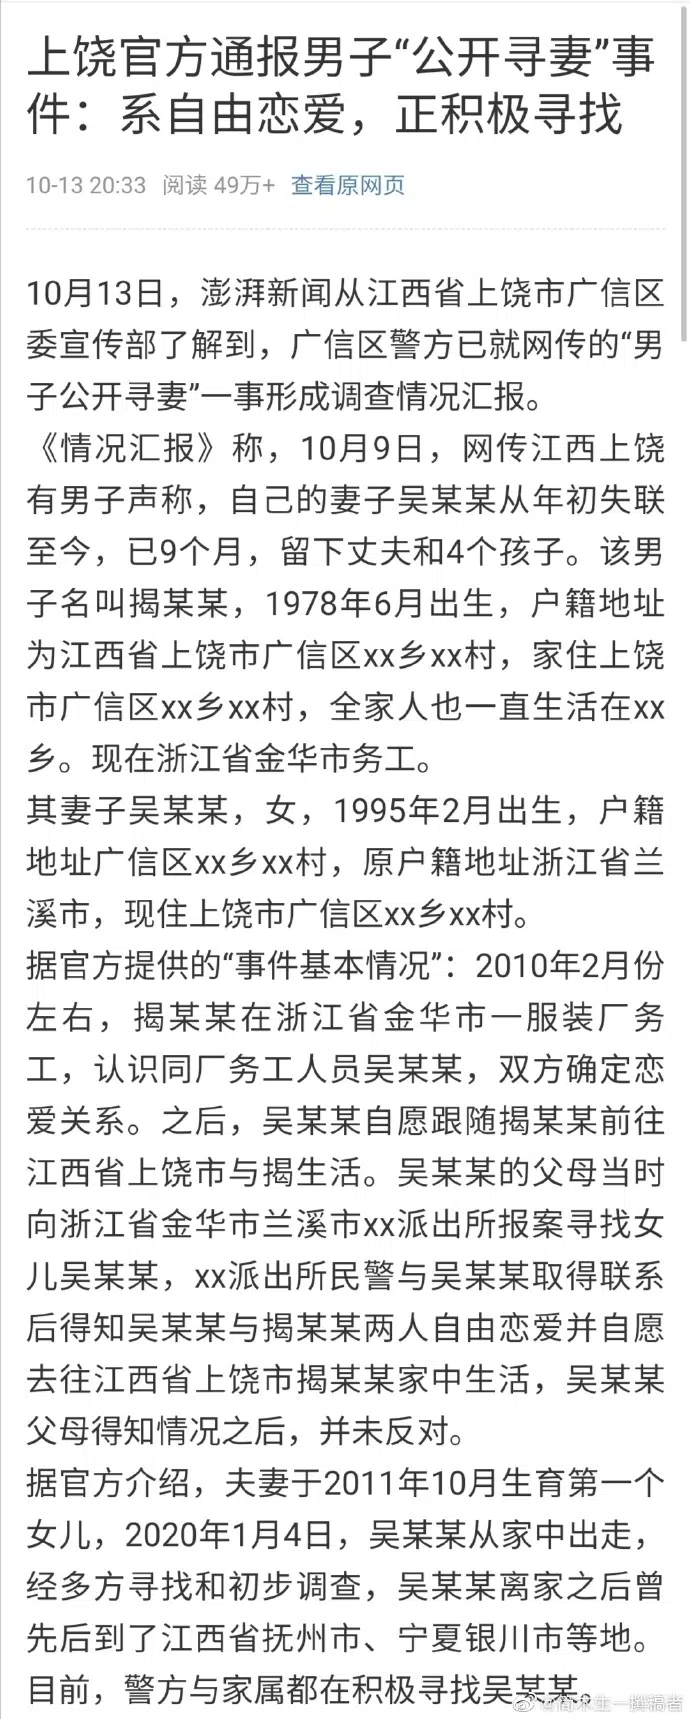 上饶官方通报男子“公开寻妻”事
件：系自由恋爱，正积极寻找
10-13 20:33 阅读 49万+ 查看原网页
10月13日，澎湃新闻从江西省上饶市广信区
委宣传部了解到，广信区警方已就网传的“男
子公开寻妻”一事形成调查情况汇报。
《情况汇报》称，10月9日，网传江西上饶
有男子声称，自己的妻子吴某某从年初失联
至今，已9个月，留下丈夫和4个孩子。该男
子名叫揭某某，1978年6月出生，户籍地址
为江西省上饶市广信区xx乡xx村，家住上饶
市广信区xx乡xx村，全家人也一直生活在xx
乡。现在浙江省金华市务工。
其妻子吴某某，女，1995年2月出生，户籍
地址广信区xx乡xx村，原户籍地址浙江省兰
溪市，现住上饶市广信区xx乡xx村。
据官方提供的“事件基本情况”：2010年2月份
左右，揭某某在浙江省金华市一服装厂务
工，认识同厂务工人员吴某某，双方确定恋
爱关系。之后，吴某某自愿跟随揭某某前往
江西省上饶市与揭生活。吴某某的父母当时
向浙江省金华市兰溪市xx派出所报案寻找女
儿吴某某，xx派出所民警与吴某某取得联系
后得知吴某某与揭某某两人自由恋爱并自愿
去往江西省上饶市揭某某家中生活，吴某某
父母得知情况之后，并未反对。
据官方介绍，夫妻于2011年10月生育第一个
女儿，2020年1月4日，吴某某从家中出走，
经多方寻找和初步调查，吴某某离家之后曾
先后到了江西省抚州市、宁夏银川市等地。
目前，警方与家属都在积极寻找吴某某。
生一撰稿者